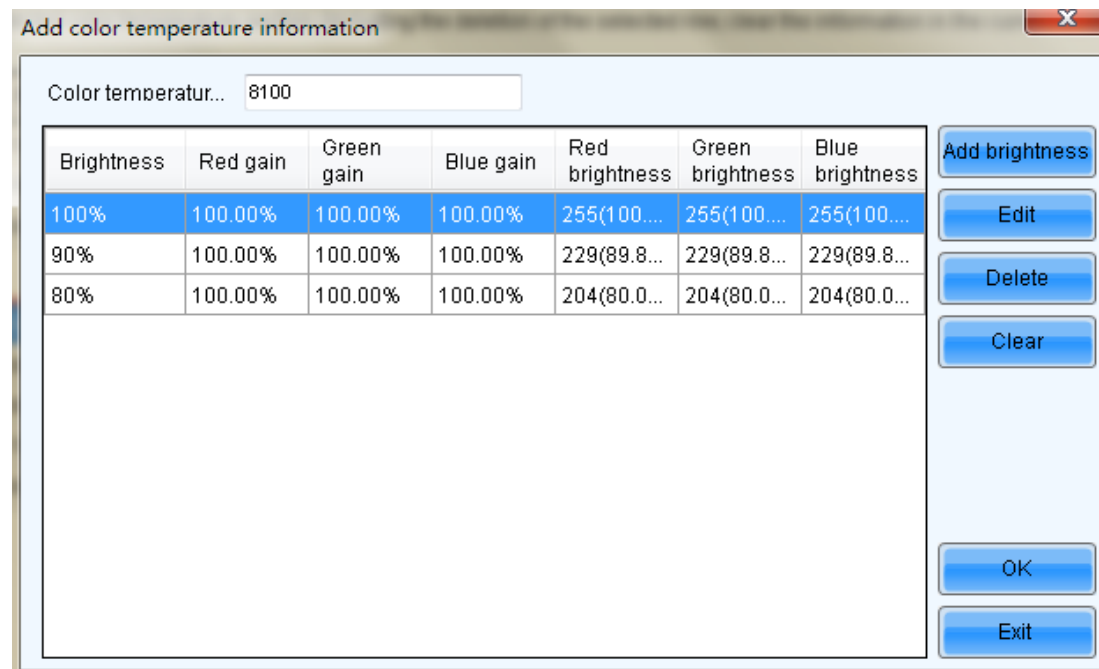 Add color temperature information
X
Color temperatur... 8100
Brightness Red gain Green gain Blue gain Red brightness Green brightness Blue brightness
100% 100.00% 100.00% 100.00% 255(100.... 255(100.... 255(100....
90% 100.00% 100.00% 100.00% 229(89.8... 229(89.8... 229(89.8...
80% 100.00% 100.00% 100.00% 204(80.0... 204(80.0... 204(80.0...
Add brightness
Edit
Delete
Clear
OK
Exit